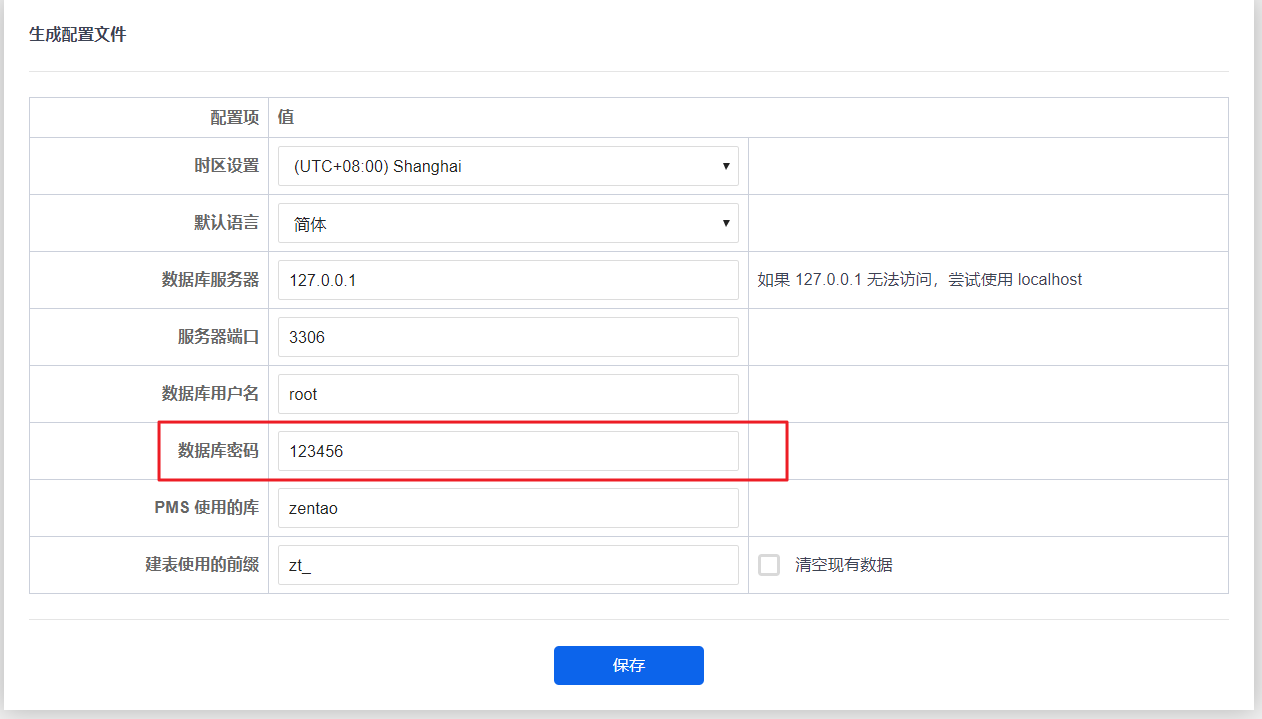 生成配置文件
配置项 值
时区设置 (UTC+08:00) Shanghai
默认语言 简体
数据库服务器 127.0.0.1 如果 127.0.0.1 无法访问，尝试使用 localhost
服务器端口 3306
数据库用户名 root
数据库密码 123456
PMS 使用的库 zentao
建表使用的前缀 zt_ 清空现有数据
保存